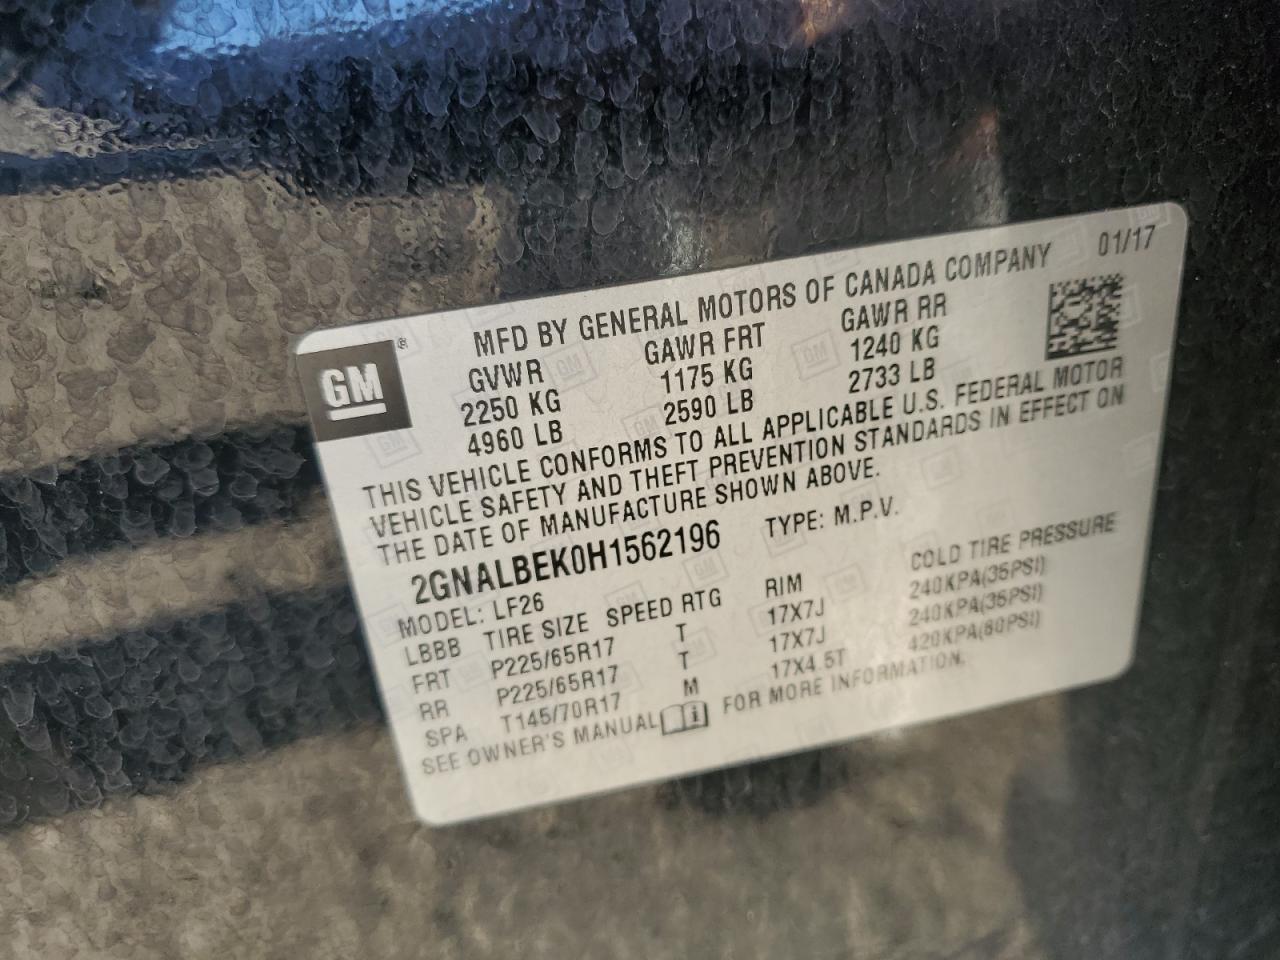 MFD BY GENERAL MOTORS OF CANADA COMPANY 01/17
GM®
GVWR GAWR FRT GAWR RR
2250 KG 1175 KG 1240 KG
4960 LB 2590 LB 2733 LB
THIS VEHICLE CONFORMS TO ALL APPLICABLE U.S. FEDERAL MOTOR
VEHICLE SAFETY AND THEFT PREVENTION STANDARDS IN EFFECT ON
THE DATE OF MANUFACTURE SHOWN ABOVE.
2GNALBEK0H1562196 TYPE: M.P.V.
MODEL: LF26
LBBB TIRE SIZE SPEED RTG RIM COLD TIRE PRESSURE
FRT P225/65R17 T 17X7J 240KPA(35PSI)
RR P225/65R17 T 17X7J 240KPA(35PSI)
SPA T145/70R17 M 17X4.5T 420KPA(60PSI)
SEE OWNER'S MANUAL FOR MORE INFORMATION.